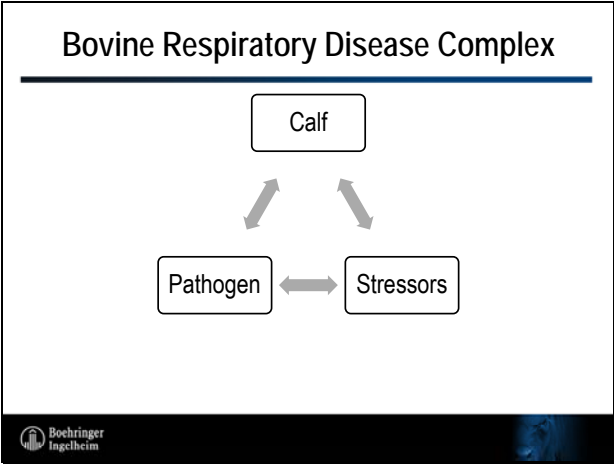 Bovine Respiratory Disease Complex
Calf
Pathogen
Stressors
Boehringer
Ingelheim